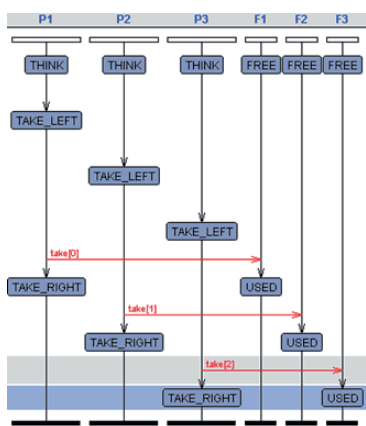 P1 P2 P3 F1 F2 F3
THINK THINK THINK FREE FREE FREE
TAKE_LEFT
TAKE_LEFT
TAKE_LEFT
take[0]
TAKE_RIGHT USED
take[1]
TAKE_RIGHT USED
take[2]
TAKE_RIGHT USED